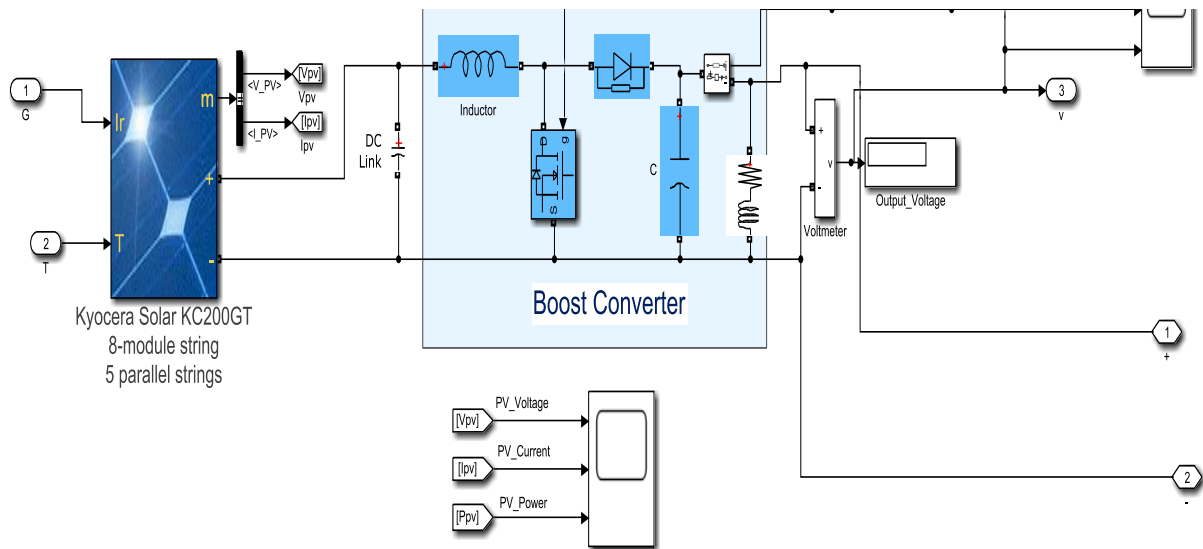 1
G
2
T
Ir
T
m
+
-
<V_PV>
<I_PV>
[Vpv]
Vpv
[Ipv]
Ipv
Kyocera Solar KC200GT
8-module string
5 parallel strings
DC
Link
+
+
Inductor
D
g
S
+
C
+
Boost Converter
+
v
-
Voltmeter
Output_Voltage
3
v
1
+
2
-
[Vpv]
PV_Voltage
[Ipv]
PV_Current
[Ppv]
PV_Power